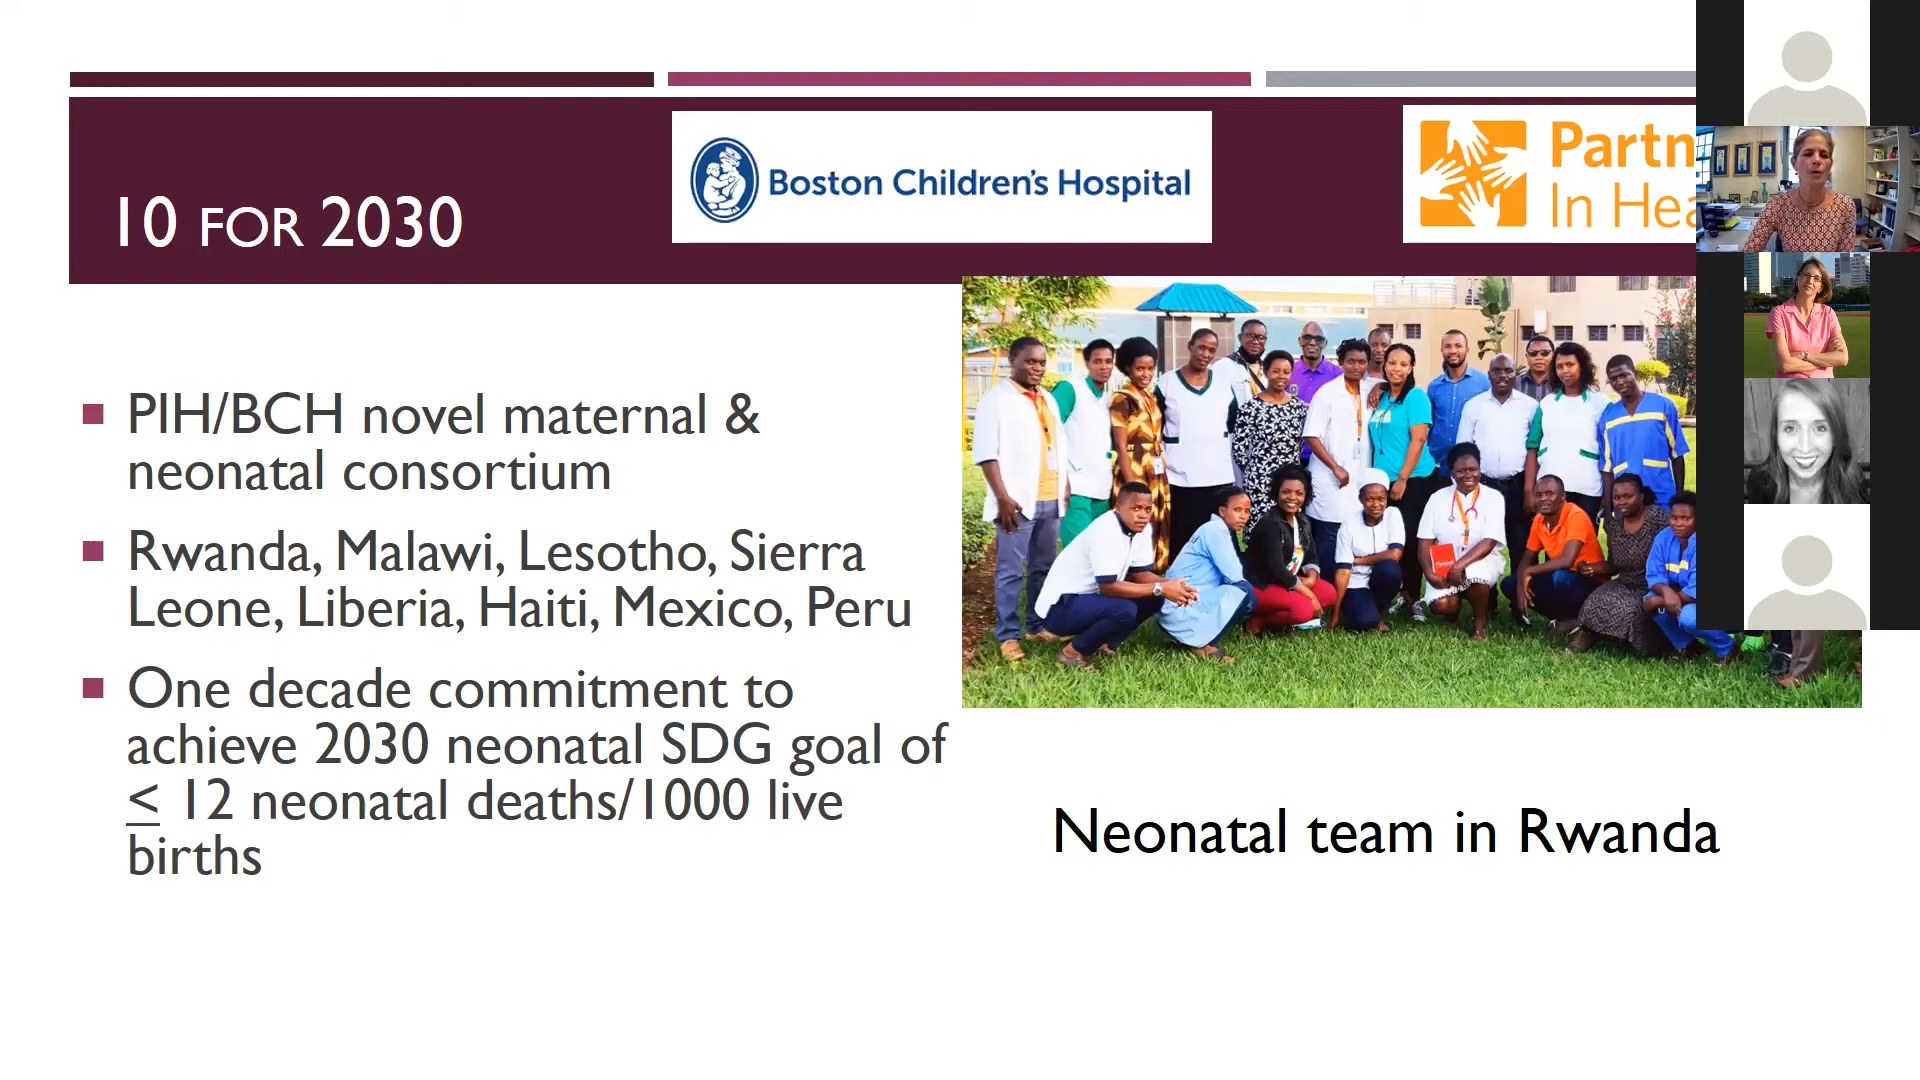 10 FOR 2030
Boston Children's Hospital
Partn
In Hea
PIH/BCH novel maternal &
neonatal consortium
Rwanda, Malawi, Lesotho, Sierra
Leone, Liberia, Haiti, Mexico, Peru
One decade commitment to
achieve 2030 neonatal SDG goal of
≤ 12 neonatal deaths/1000 live
births
Neonatal team in Rwanda